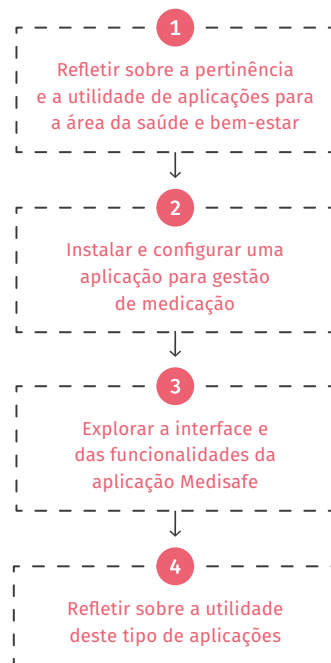 1
Refletir sobre a pertinência
e a utilidade de aplicações para
a área da saúde e bem-estar
2
Instalar e configurar uma
aplicação para gestão
de medicação
3
Explorar a interface e
das funcionalidades da
aplicação Medisafe
4
Refletir sobre a utilidade
deste tipo de aplicações